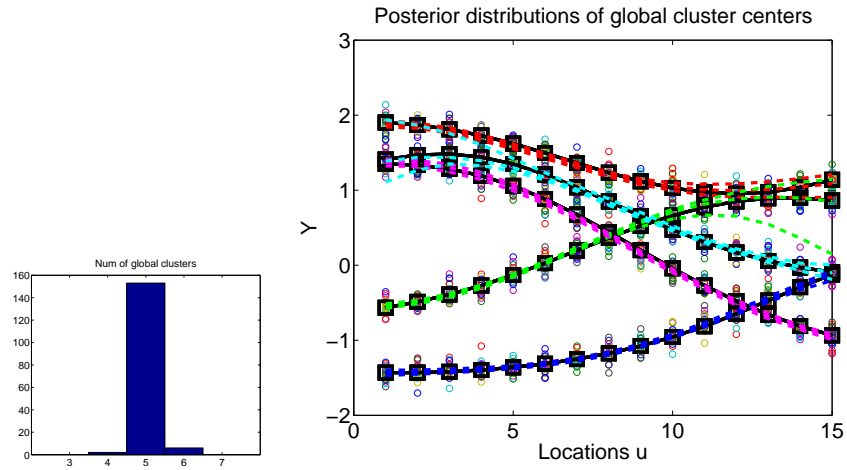 Num of global clusters
160
140
120
100
80
60
40
20
0
3 4 5 6 7
Posterior distributions of global cluster centers
3
2
1
0
−1
−2
Y
0 5 10 15
Locations u